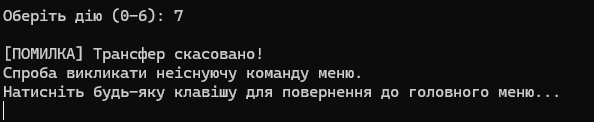 Оберіть дію (0-6): 7
[ПОМИЛКА] Трансфер скасовано!
Спроба викликати неіснуючу команду меню.
Натисніть будь-яку клавішу для повернення до головного меню...